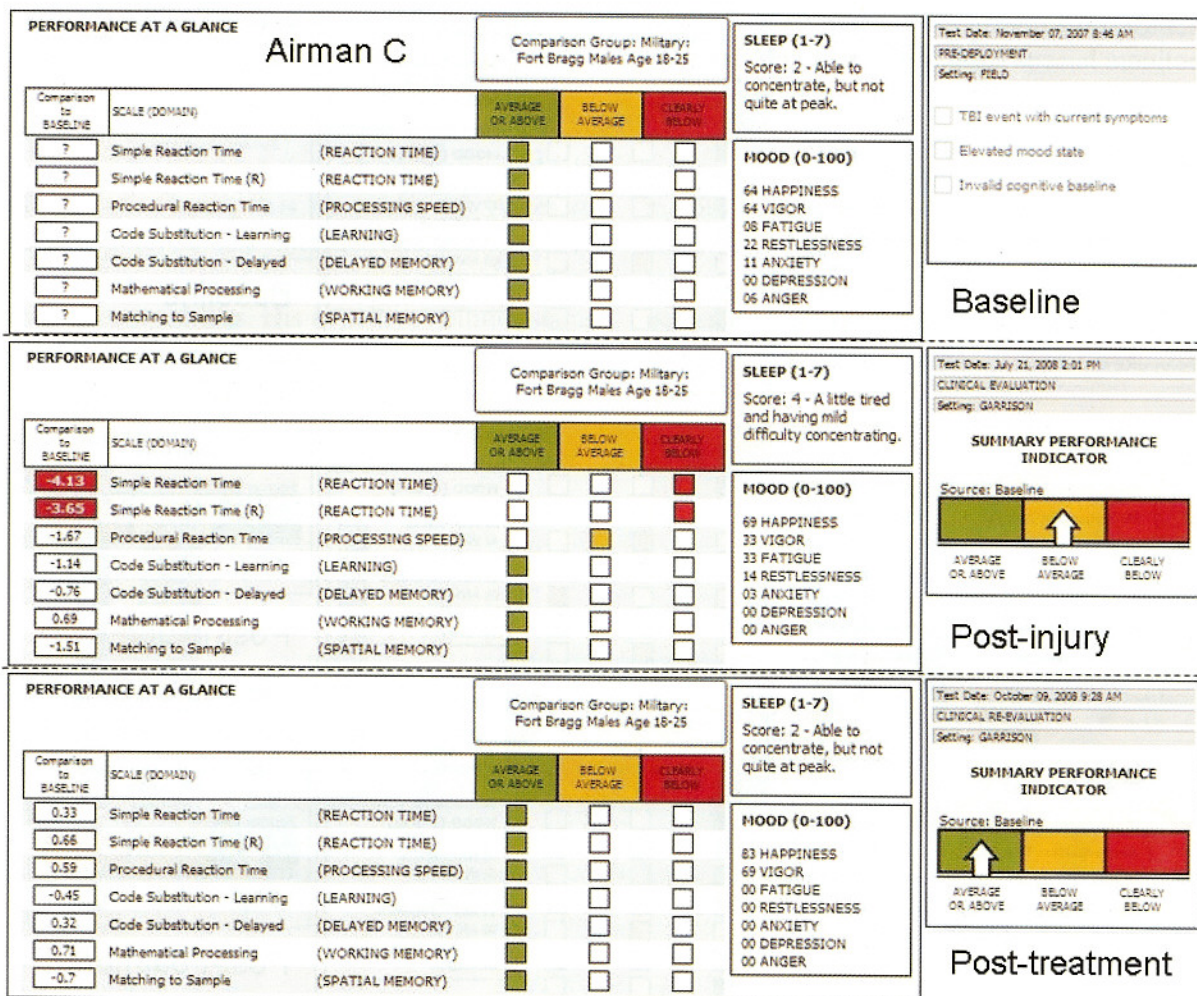 PERFORMANCE AT A GLANCE
Airman C
Comparison Group: Military:
Fort Bragg Males Age 18-25
Comparison
to
BASELINE
SCALE (DOMAIN)
AVERAGE
OR ABOVE
BELOW
AVERAGE
CLEARLY
BELOW
? Simple Reaction Time (REACTION TIME)
? Simple Reaction Time (R) (REACTION TIME)
? Procedural Reaction Time (PROCESSING SPEED)
? Code Substitution - Learning (LEARNING)
? Code Substitution - Delayed (DELAYED MEMORY)
? Mathematical Processing (WORKING MEMORY)
? Matching to Sample (SPATIAL MEMORY)
SLEEP (1-7)
Score: 2 - Able to
concentrate, but not
quite at peak.
MOOD (0-100)
64 HAPPINESS
64 VIGOR
08 FATIGUE
22 RESTLESSNESS
11 ANXIETY
00 DEPRESSION
06 ANGER
Test Date: November 07, 2007 8:46 AM
PRE-DEPLOYMENT
Setting: FIELD
TBI event with current symptoms
Elevated mood state
Invalid cognitive baseline
Baseline
PERFORMANCE AT A GLANCE
Comparison Group: Military:
Fort Bragg Males Age 18-25
Comparison
to
BASELINE
SCALE (DOMAIN)
AVERAGE
OR ABOVE
BELOW
AVERAGE
CLEARLY
BELOW
-4.13 Simple Reaction Time (REACTION TIME)
-3.65 Simple Reaction Time (R) (REACTION TIME)
-1.67 Procedural Reaction Time (PROCESSING SPEED)
-1.14 Code Substitution - Learning (LEARNING)
-0.76 Code Substitution - Delayed (DELAYED MEMORY)
0.69 Mathematical Processing (WORKING MEMORY)
-1.51 Matching to Sample (SPATIAL MEMORY)
SLEEP (1-7)
Score: 4 - A little tired
and having mild
difficulty concentrating.
MOOD (0-100)
69 HAPPINESS
33 VIGOR
33 FATIGUE
14 RESTLESSNESS
03 ANXIETY
00 DEPRESSION
00 ANGER
Test Date: July 21, 2008 2:01 PM
CLINICAL EVALUATION
Setting: GARRISON
SUMMARY PERFORMANCE
INDICATOR
Source: Baseline
AVERAGE
OR ABOVE
BELOW
AVERAGE
CLEARLY
BELOW
Post-injury
PERFORMANCE AT A GLANCE
Comparison Group: Military:
Fort Bragg Males Age 18-25
Comparison
to
BASELINE
SCALE (DOMAIN)
AVERAGE
OR ABOVE
BELOW
AVERAGE
CLEARLY
BELOW
0.33 Simple Reaction Time (REACTION TIME)
0.66 Simple Reaction Time (R) (REACTION TIME)
0.59 Procedural Reaction Time (PROCESSING SPEED)
-0.45 Code Substitution - Learning (LEARNING)
0.32 Code Substitution - Delayed (DELAYED MEMORY)
0.71 Mathematical Processing (WORKING MEMORY)
-0.7 Matching to Sample (SPATIAL MEMORY)
SLEEP (1-7)
Score: 2 - Able to
concentrate, but not
quite at peak.
MOOD (0-100)
83 HAPPINESS
69 VIGOR
00 FATIGUE
00 RESTLESSNESS
00 ANXIETY
00 DEPRESSION
00 ANGER
Test Date: October 09, 2008 9:28 AM
CLINICAL RE-EVALUATION
Setting: GARRISON
SUMMARY PERFORMANCE
INDICATOR
Source: Baseline
AVERAGE
OR ABOVE
BELOW
AVERAGE
CLEARLY
BELOW
Post-treatment